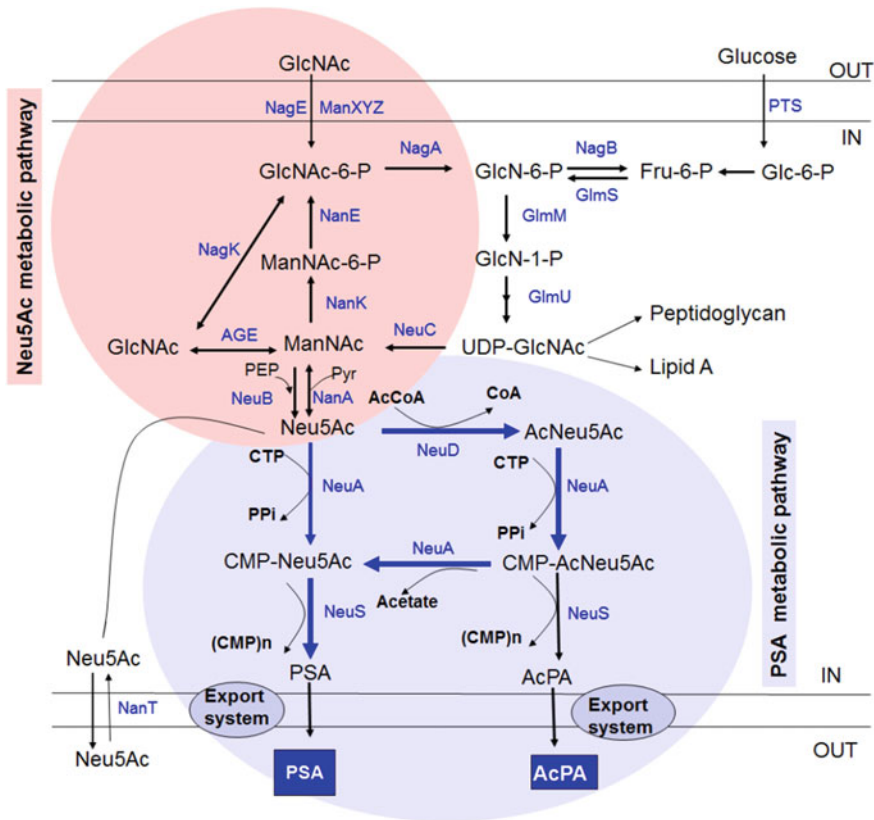 GlcNAc
Glucose
OUT
NagE
ManXYZ
PTS
IN
Neu5Ac metabolic pathway
GlcNAc-6-P
NagA
GlcN-6-P
NagB
GlmS
Fru-6-P
Glc-6-P
NanE
GlmM
NagK
ManNAc-6-P
GlcN-1-P
NanK
GlmU
GlcNAc
AGE
ManNAc
NeuC
UDP-GlcNAc
Peptidoglycan
Lipid A
PEP
Pyr
NeuB
NanA
AcCoA
CoA
Neu5Ac
NeuD
AcNeu5Ac
CTP
NeuA
PPi
CTP
NeuA
PPi
PSA metabolic pathway
CMP-Neu5Ac
NeuA
CMP-AcNeu5Ac
Acetate
NeuS
(CMP)n
NeuS
(CMP)n
Neu5Ac
PSA
AcPA
IN
NanT
Export
system
Export
system
OUT
Neu5Ac
PSA
AcPA